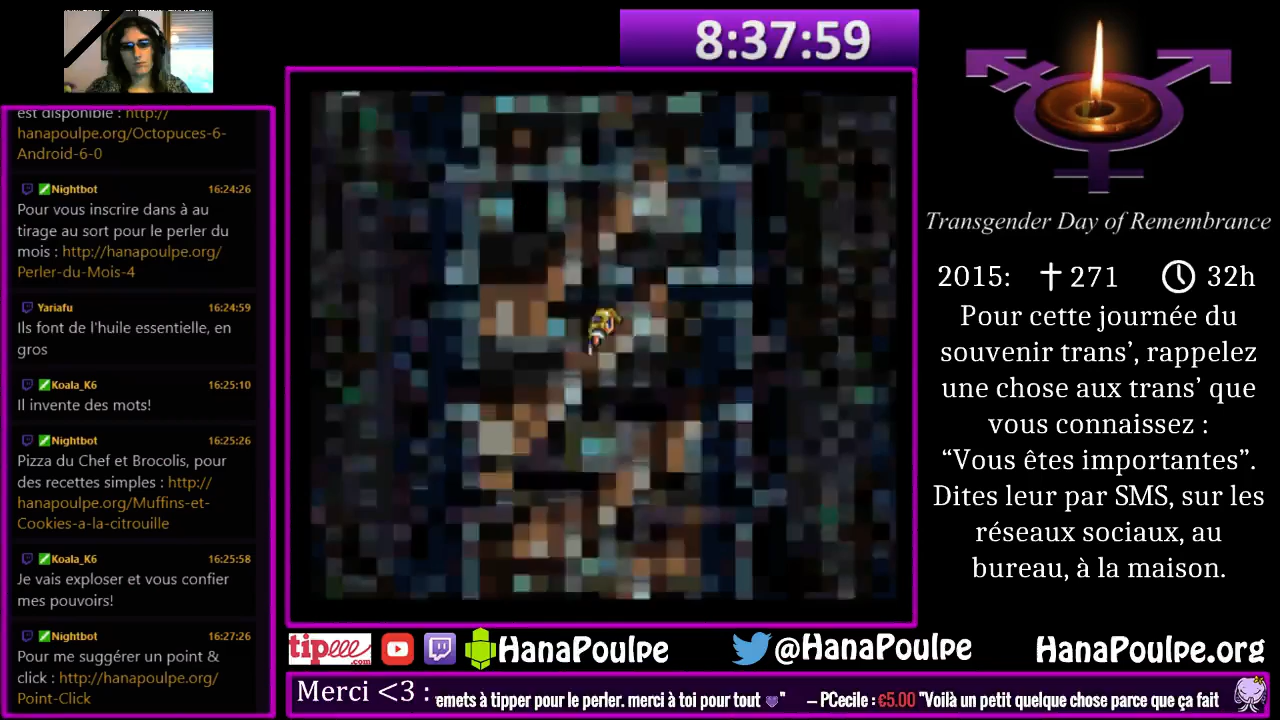 est disponible : http://
hanapoulpe.org/Octopuces-6-
Android-6-0
Nightbot 16:24:26
Pour vous inscrire dans à au
tirage au sort pour le perler du
mois : http://hanapoulpe.org/
Perler-du-Mois-4
Yariafu 16:24:59
Ils font de l'huile essentielle, en
gros
Koala_K6 16:25:10
Il invente des mots!
Nightbot 16:25:26
Pizza du Chef et Brocolis, pour
des recettes simples : http://
hanapoulpe.org/Muffins-et-
Cookies-a-la-citrouille
Koala_K6 16:25:58
Je vais exploser et vous confier
mes pouvoirs!
Nightbot 16:27:26
Pour me suggérer un point &
click : http://hanapoulpe.org/
Point-Click
8:37:59
Transgender Day of Remembrance
2015: 271 32h
Pour cette journée du
souvenir trans’, rappelez
une chose aux trans’ que
vous connaissez :
“Vous êtes importantes”.
Dites leur par SMS, sur les
réseaux sociaux, au
bureau, à la maison.
tipeee.com HanaPoulpe @HanaPoulpe HanaPoulpe.org
Merci <3 : emets à tipper pour le perler. merci à toi pour tout 💜" – PCecile : €5.00 "Voilà un petit quelque chose parce que ça fait